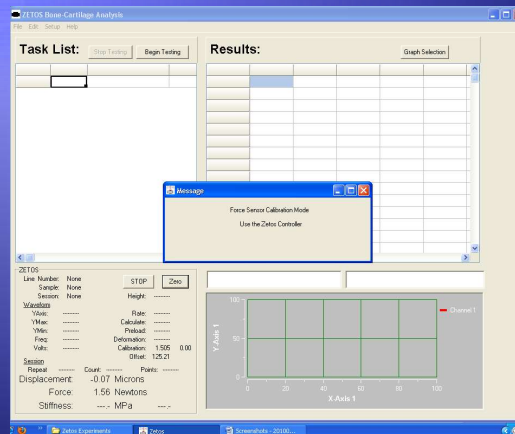 ZETOS Bone-Cartilage Analysis
File Edit Setup Help
Task List: Stop Testing Begin Testing
Results: Graph Selection
Message
Force Sensor Calibration Mode
Use the Zetos Controller
ZETOS
Line Number: None
Sample: None
Session: None
STOP Zero
Height: --------
Waveform
YAxis: --------
YMax: --------
YMin: --------
Freq: --------
Volts: --------
Rate: --------
Calculate: --------
Preload: --------
Deformation: --------
Calibration: 1.505 0.00
Offset: 125.21
Session
Repeat -------- Count: -------- Points: --------
Displacement: -0.07 Microns
Force: 1.56 Newtons
Stiffness: ---.- MPa ---.-
100
50
0
Y-Axis 1
0 20 40 60 80 100
X-Axis 1
Channel 1
Zetos Experiments
Zetos
Screenshots - 20100...